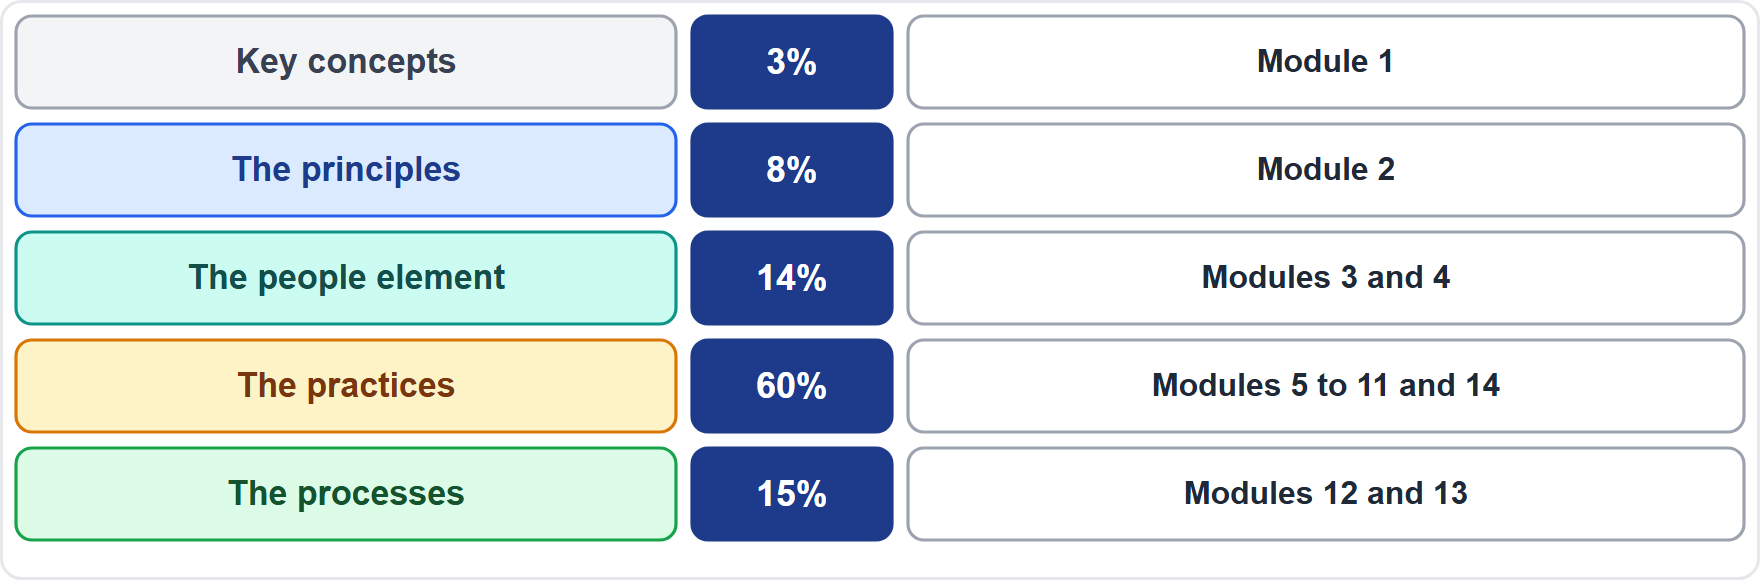 Key concepts 3% Module 1
The principles 8% Module 2
The people element 14% Modules 3 and 4
The practices 60% Modules 5 to 11 and 14
The processes 15% Modules 12 and 13